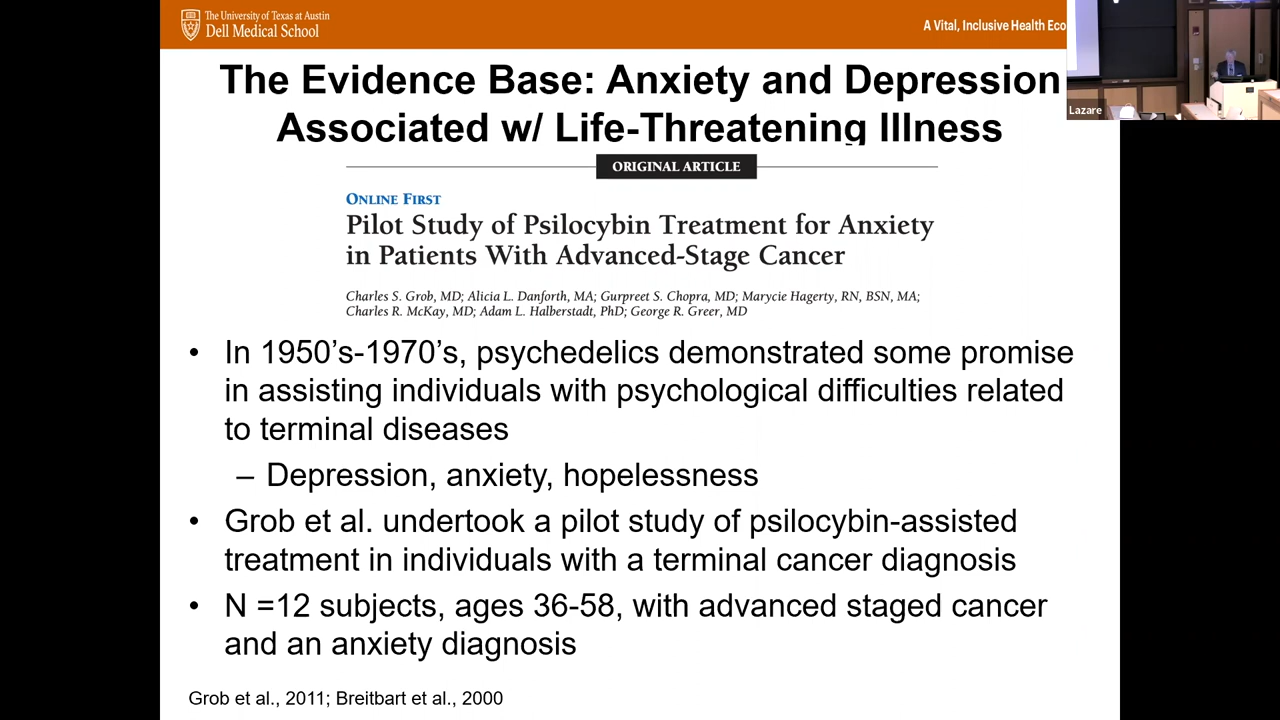 The University of Texas at Austin
Dell Medical School
A Vital, Inclusive Health Eco
Lazare
The Evidence Base: Anxiety and Depression
Associated w/ Life-Threatening Illness
ORIGINAL ARTICLE
ONLINE FIRST
Pilot Study of Psilocybin Treatment for Anxiety
in Patients With Advanced-Stage Cancer
Charles S. Grob, MD; Alicia L. Danforth, MA; Gurpreet S. Chopra, MD; Marycie Hagerty, RN, BSN, MA;
Charles R. McKay, MD; Adam L. Halberstadt, PhD; George R. Greer, MD
• In 1950’s-1970’s, psychedelics demonstrated some promise
in assisting individuals with psychological difficulties related
to terminal diseases
– Depression, anxiety, hopelessness
• Grob et al. undertook a pilot study of psilocybin-assisted
treatment in individuals with a terminal cancer diagnosis
• N =12 subjects, ages 36-58, with advanced staged cancer
and an anxiety diagnosis
Grob et al., 2011; Breitbart et al., 2000